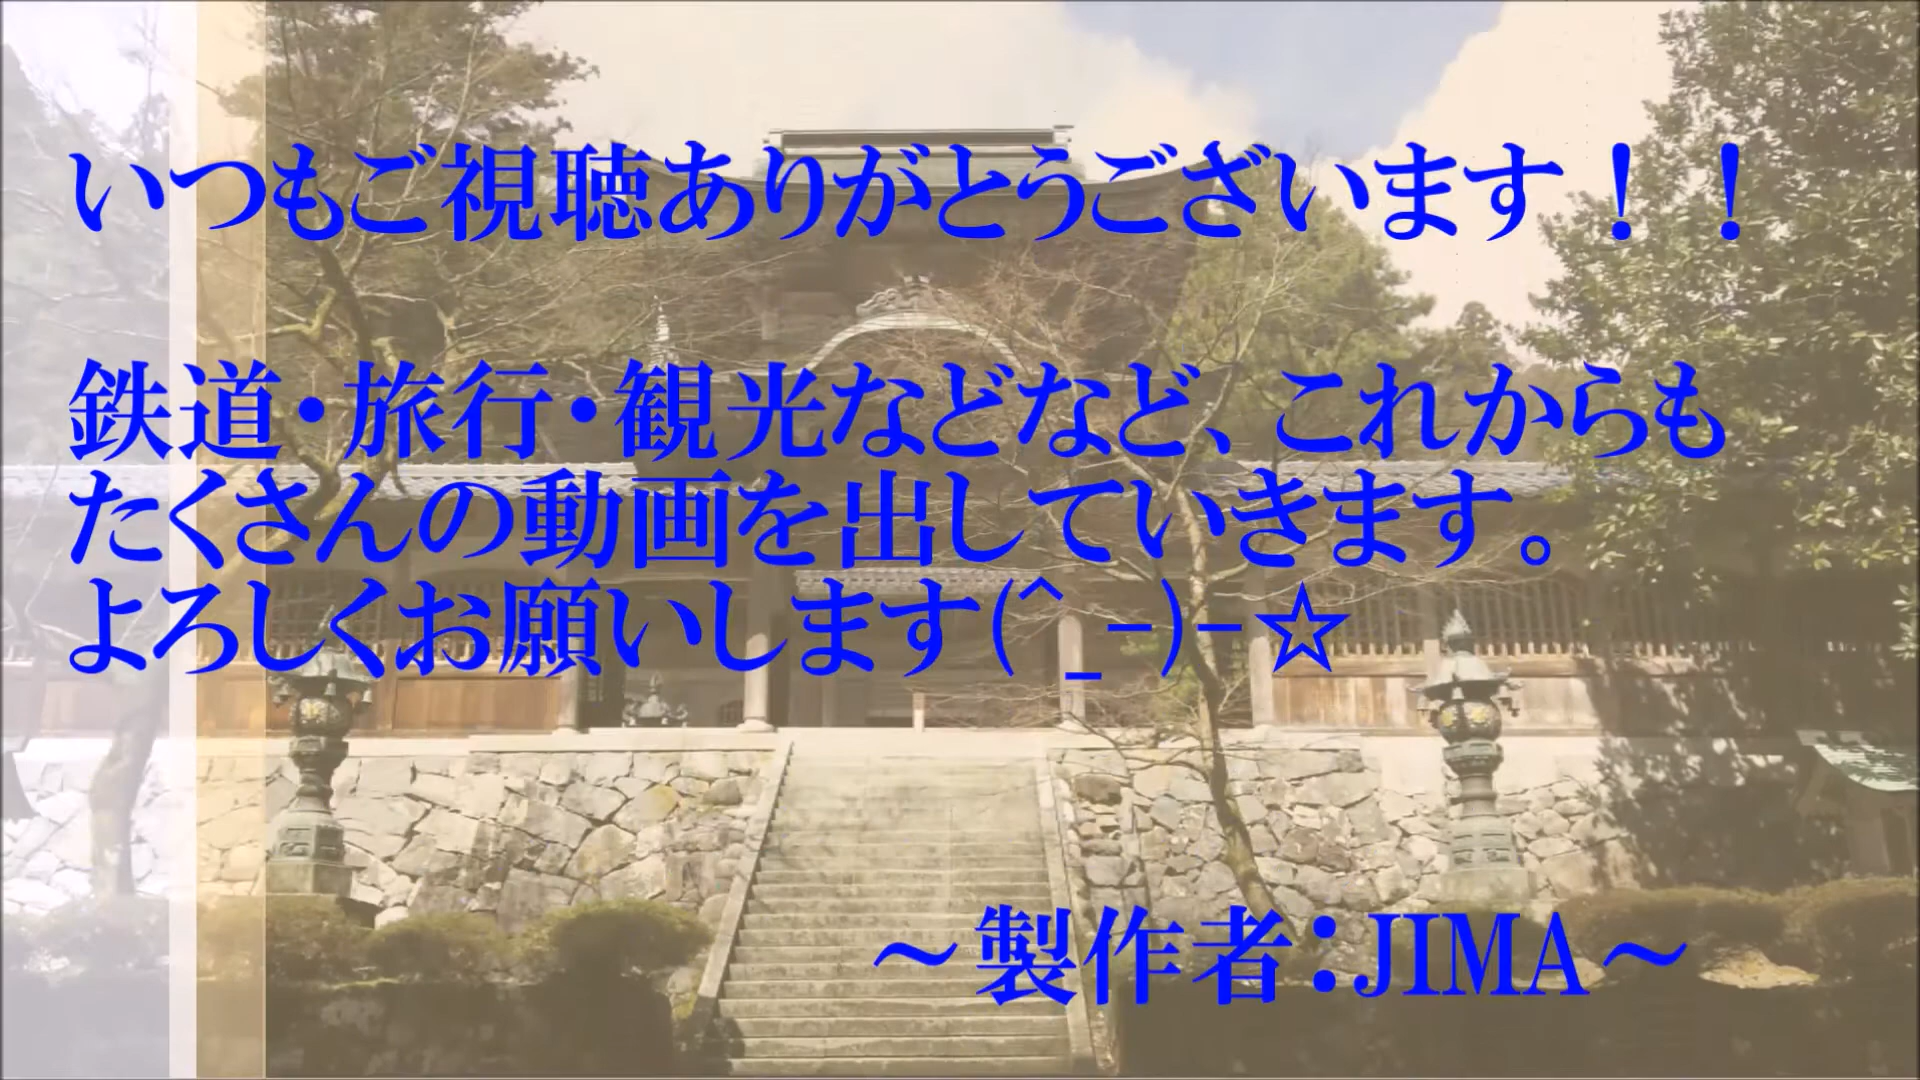 いつもご視聴ありがとうございます！！
鉄道・旅行・観光などなど、これからも
たくさんの動画を出していきます。
よろしくお願いします(^_-)-☆
～製作者：JIMA～